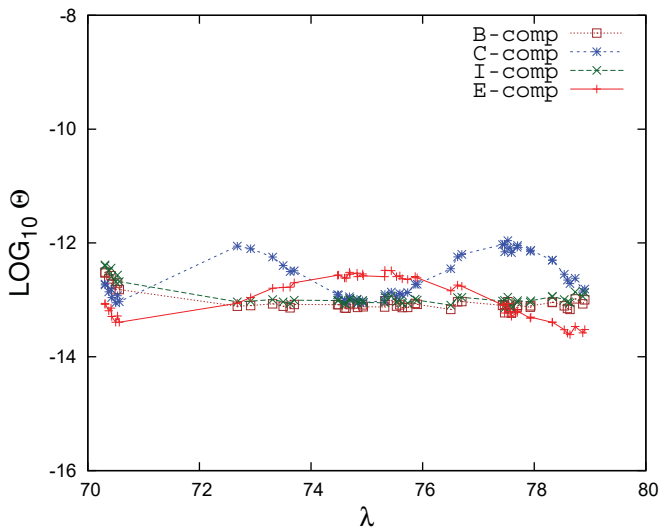 -8
-10
-12
-14
-16
LOG10 Θ
B-comp
C-comp
I-comp
E-comp
70 72 74 76 78 80
λ